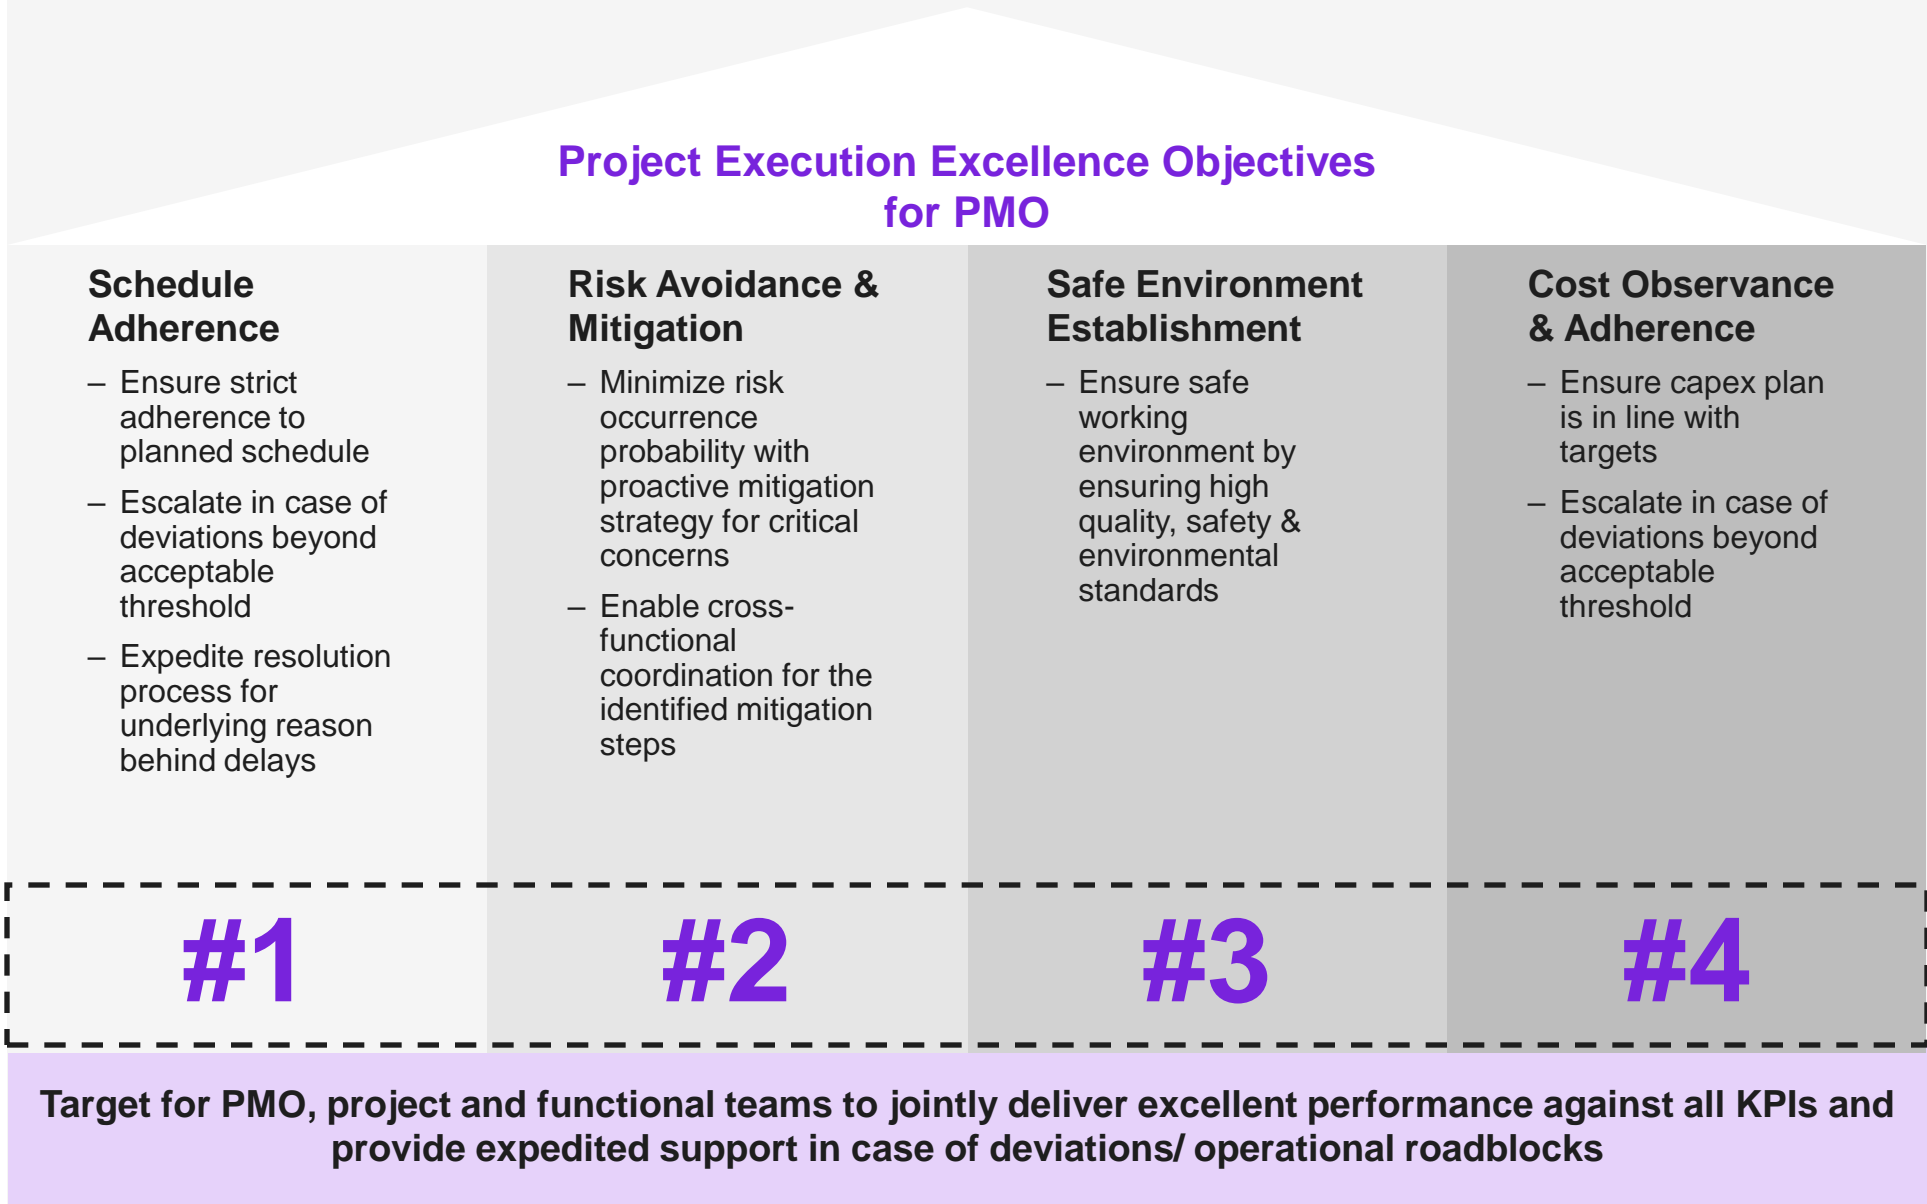 Project Execution Excellence Objectives
for PMO
Schedule
Adherence
– Ensure strict
adherence to
planned schedule
– Escalate in case of
deviations beyond
acceptable
threshold
– Expedite resolution
process for
underlying reason
behind delays
#1
Risk Avoidance &
Mitigation
– Minimize risk
occurrence
probability with
proactive mitigation
strategy for critical
concerns
– Enable cross-
functional
coordination for the
identified mitigation
steps
#2
Safe Environment
Establishment
– Ensure safe
working
environment by
ensuring high
quality, safety &
environmental
standards
#3
Cost Observance
& Adherence
– Ensure capex plan
is in line with
targets
– Escalate in case of
deviations beyond
acceptable
threshold
#4
Target for PMO, project and functional teams to jointly deliver excellent performance against all KPIs and
provide expedited support in case of deviations/ operational roadblocks